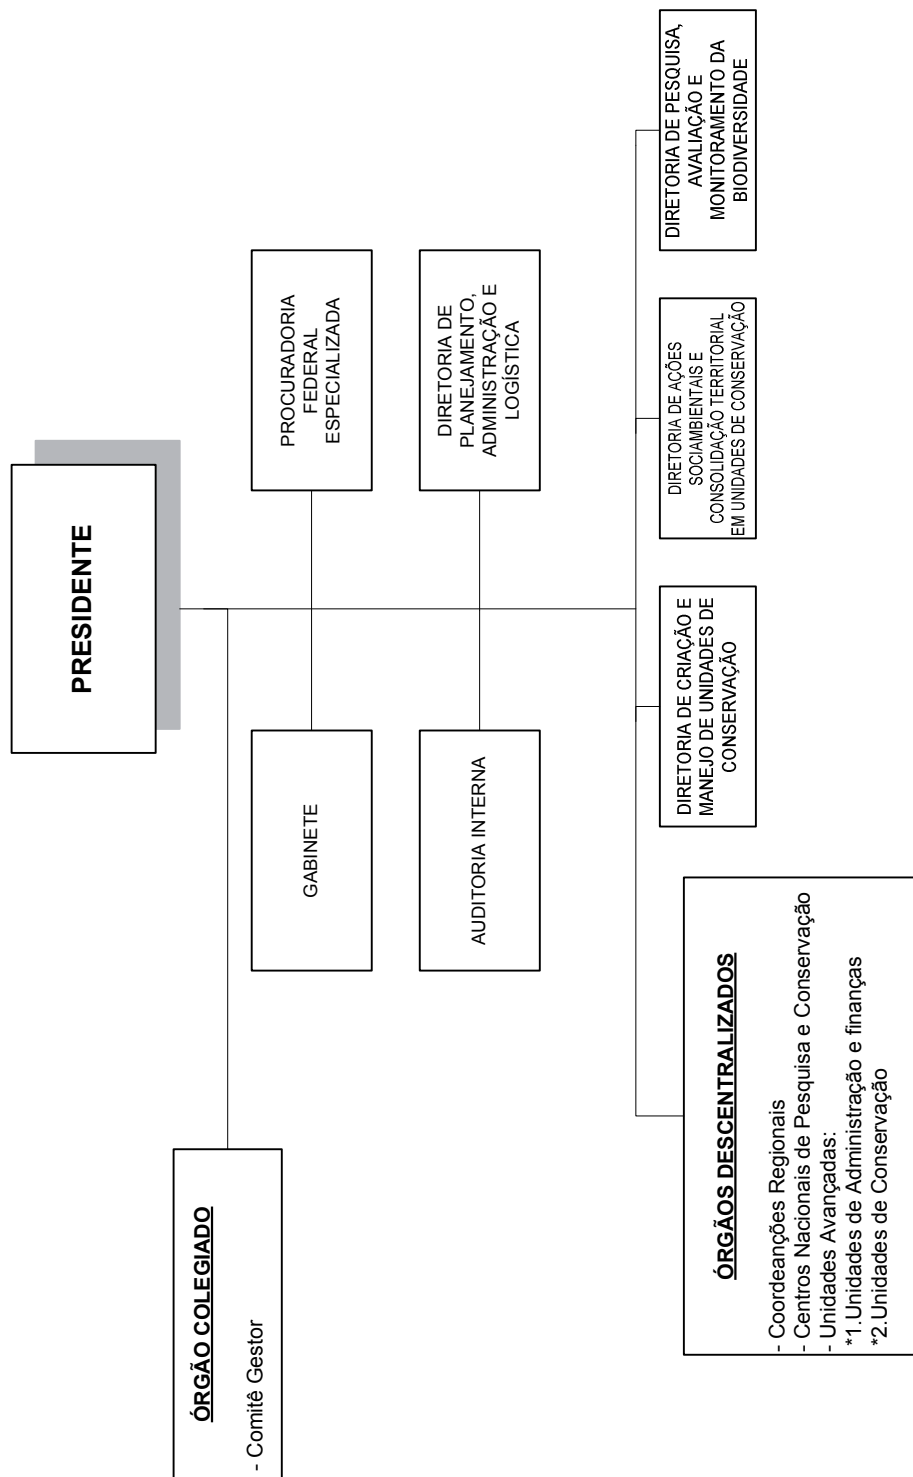 PRESIDENTE
ÓRGÃO COLEGIADO
- Comitê Gestor
GABINETE
PROCURADORIA
FEDERAL
ESPECIALIZADA
AUDITORIA INTERNA
DIRETORIA DE
PLANEJAMENTO,
ADMINISTRAÇÃO E
LOGÍSTICA
ÓRGÃOS DESCENTRALIZADOS
- Coordeanções Regionais
- Centros Nacionais de Pesquisa e Conservação
- Unidades Avançadas:
*1.Unidades de Administração e finanças
*2.Unidades de Conservação
DIRETORIA DE CRIAÇÃO E
MANEJO DE UNIDADES DE
CONSERVAÇÃO
DIRETORIA DE AÇÕES
SOCIAMBIENTAIS E
CONSOLIDAÇÃO TERRITORIAL
EM UNIDADES DE CONSERVAÇÃO
DIRETORIA DE PESQUISA,
AVALIAÇÃO E
MONITORAMENTO DA
BIODIVERSIDADE